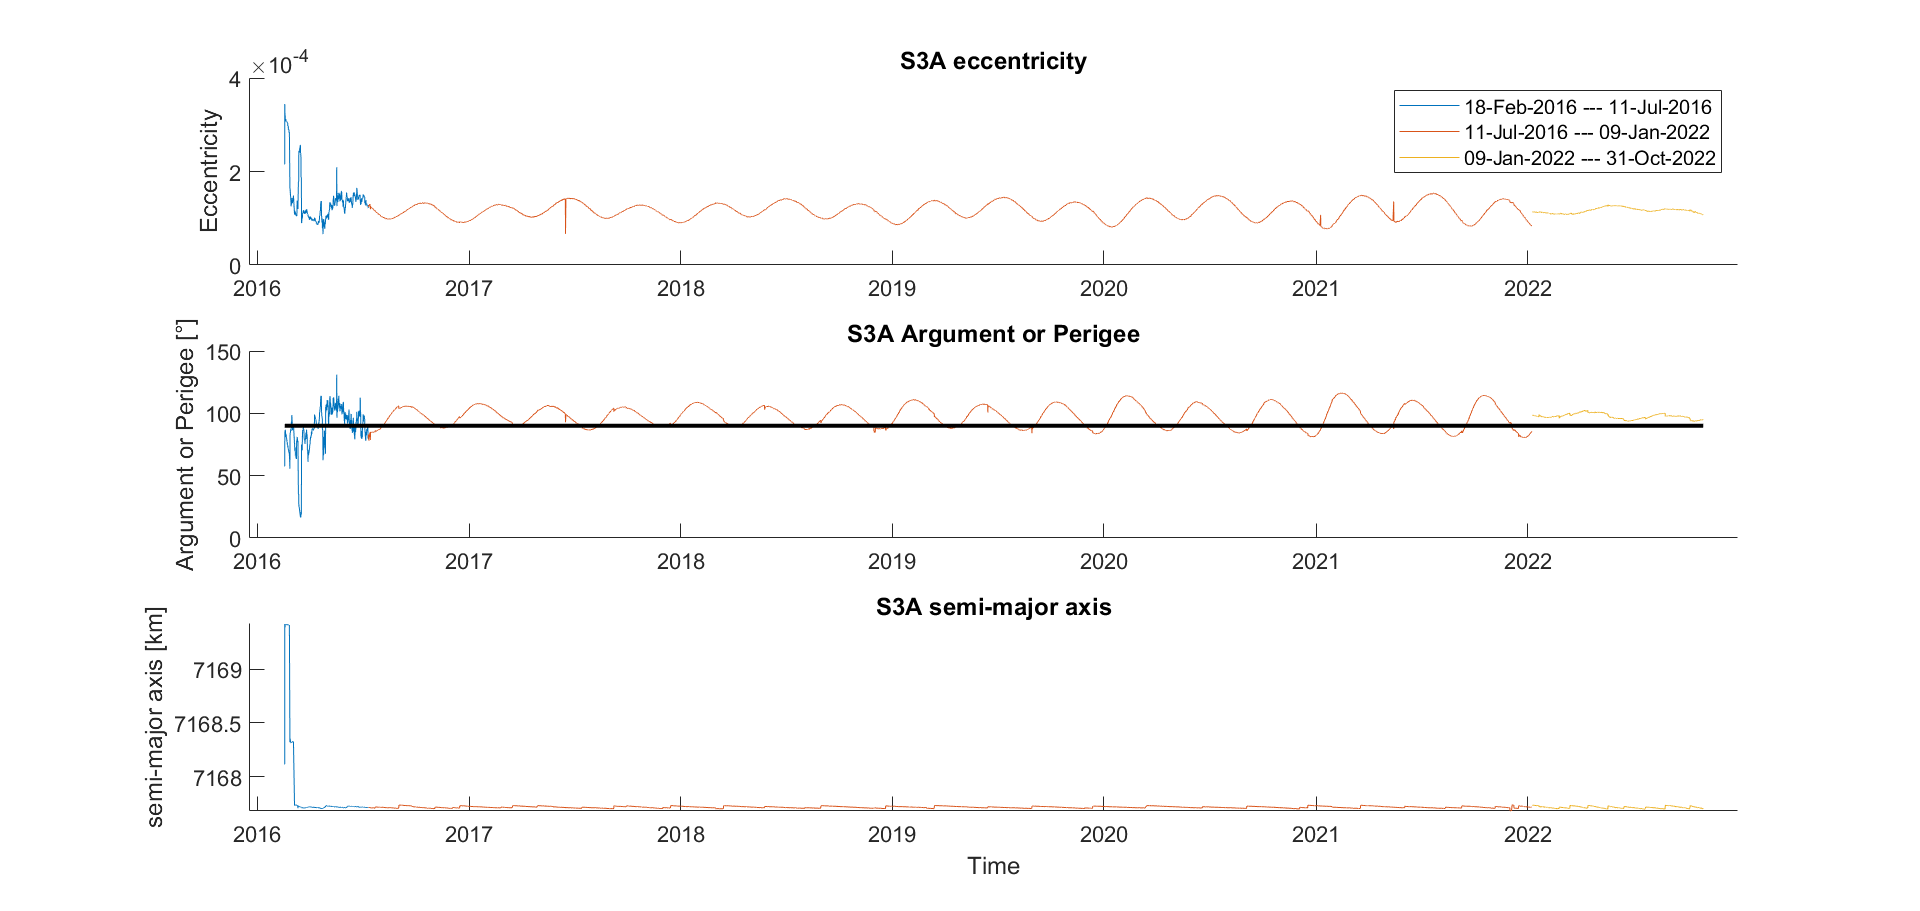 S3A eccentricity
×10-4
4
2
0
Eccentricity
18-Feb-2016 --- 11-Jul-2016
11-Jul-2016 --- 09-Jan-2022
09-Jan-2022 --- 31-Oct-2022
2016 2017 2018 2019 2020 2021 2022
S3A Argument or Perigee
150
100
50
0
Argument or Perigee [°]
2016 2017 2018 2019 2020 2021 2022
S3A semi-major axis
7169
7168.5
7168
semi-major axis [km]
2016 2017 2018 2019 2020 2021 2022
Time